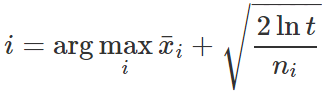 i = arg max_i x̄_i + √(2 ln t / n_i)